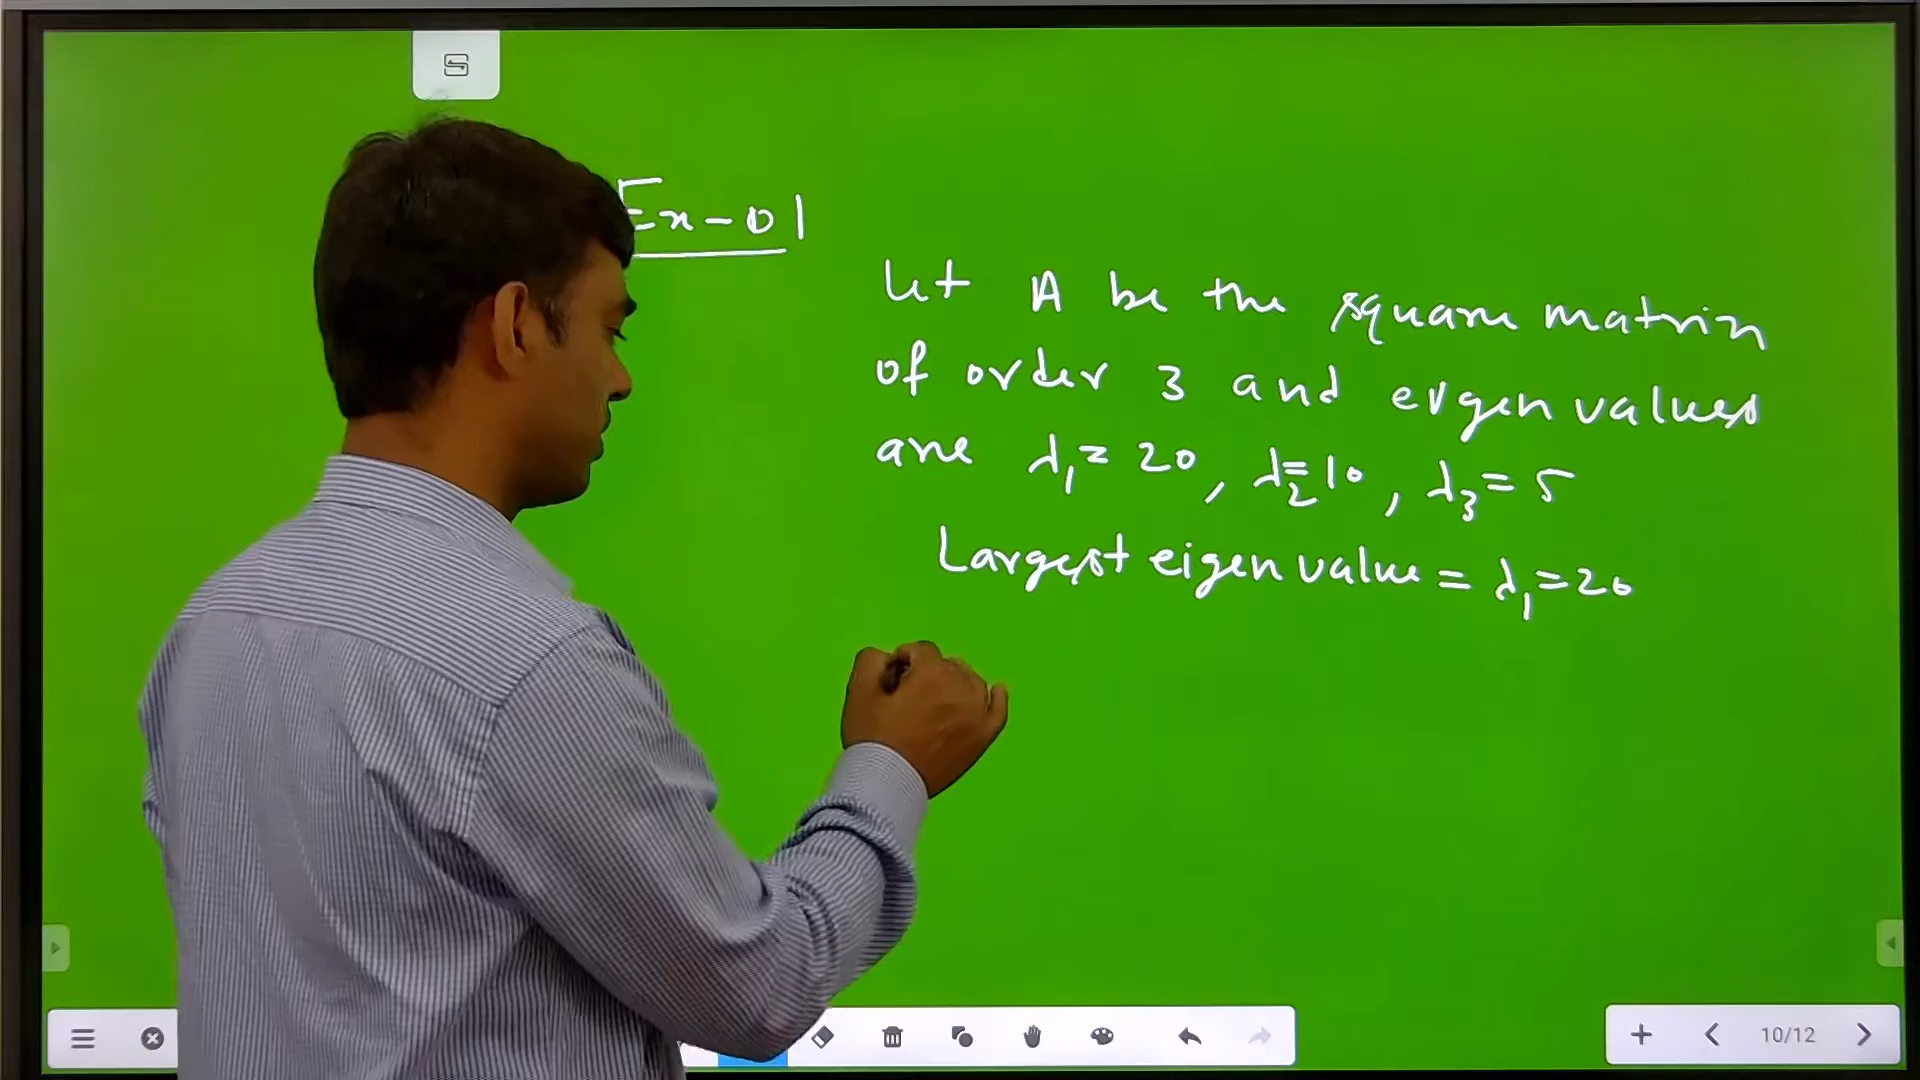 Ex-01
Let A be the square matrix
of order 3 and eigen values
are λ₁= 20, λ₂=10, λ₃= 5
Largest eigen value = λ₁=20
10/12